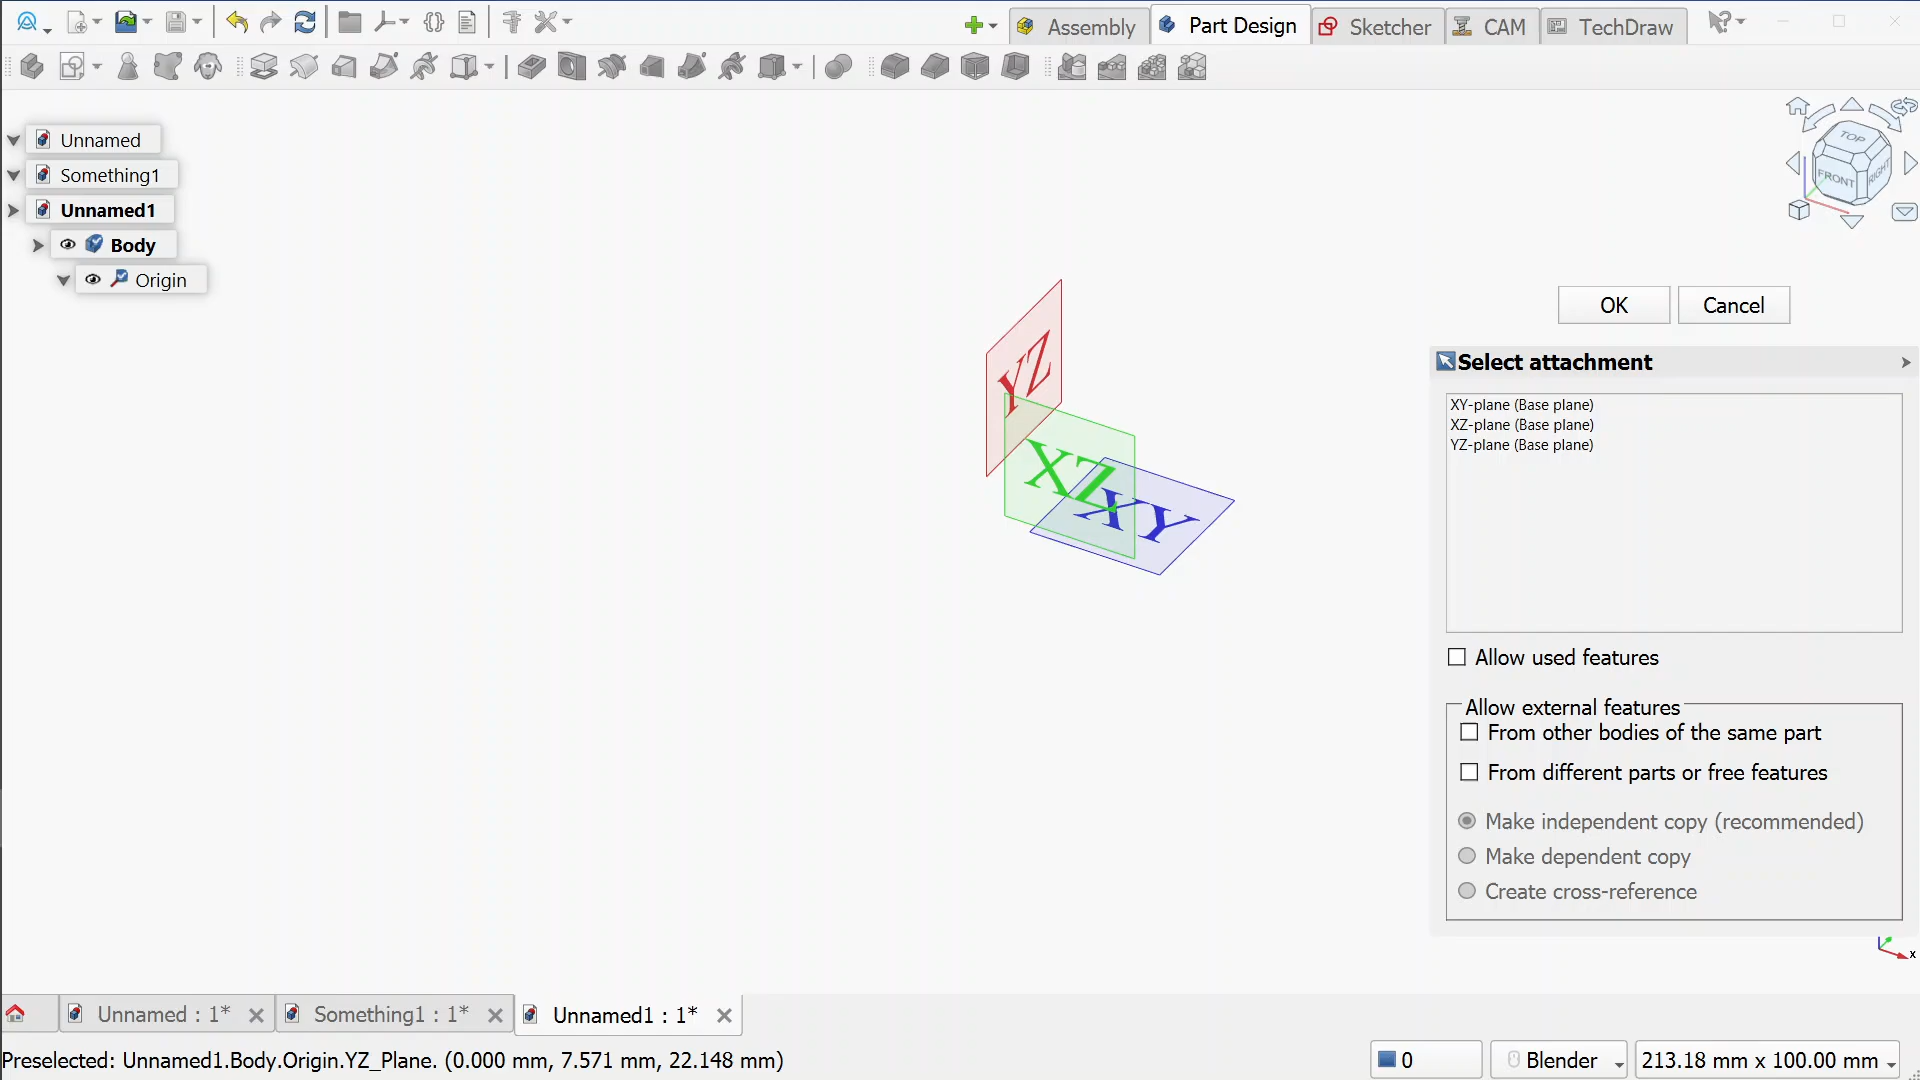 Assembly
Part Design
Sketcher
CAM
TechDraw
Unnamed
Something1
Unnamed1
Body
Origin
TOP
FRONT
RIGHT
YZ
XZ
XY
OK
Cancel
Select attachment
XY-plane (Base plane)
XZ-plane (Base plane)
YZ-plane (Base plane)
Allow used features
Allow external features
From other bodies of the same part
From different parts or free features
Make independent copy (recommended)
Make dependent copy
Create cross-reference
x
Unnamed : 1*
Something1 : 1*
Unnamed1 : 1*
Preselected: Unnamed1.Body.Origin.YZ_Plane. (0.000 mm, 7.571 mm, 22.148 mm)
0
Blender
213.18 mm x 100.00 mm